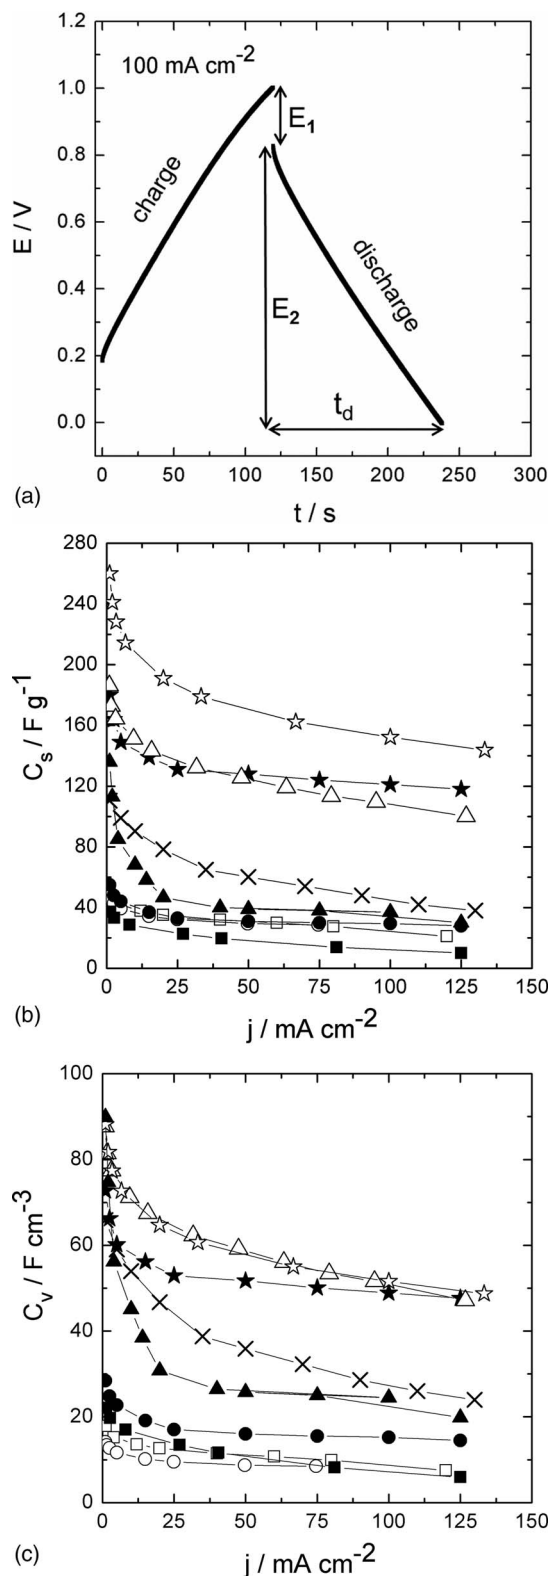 1.2
100 mA cm-2
1.0
E1
0.8
charge
E / V
0.6
discharge
0.4
E2
0.2
td
0.0
0 50 100 150 200 250 300
(a)
t / s
280
240
200
Cs / F g-1
160
120
80
40
0
0 25 50 75 100 125 150
(b)
j / mA cm-2
100
80
Cv / F cm-3
60
40
20
0
0 25 50 75 100 125 150
(c)
j / mA cm-2